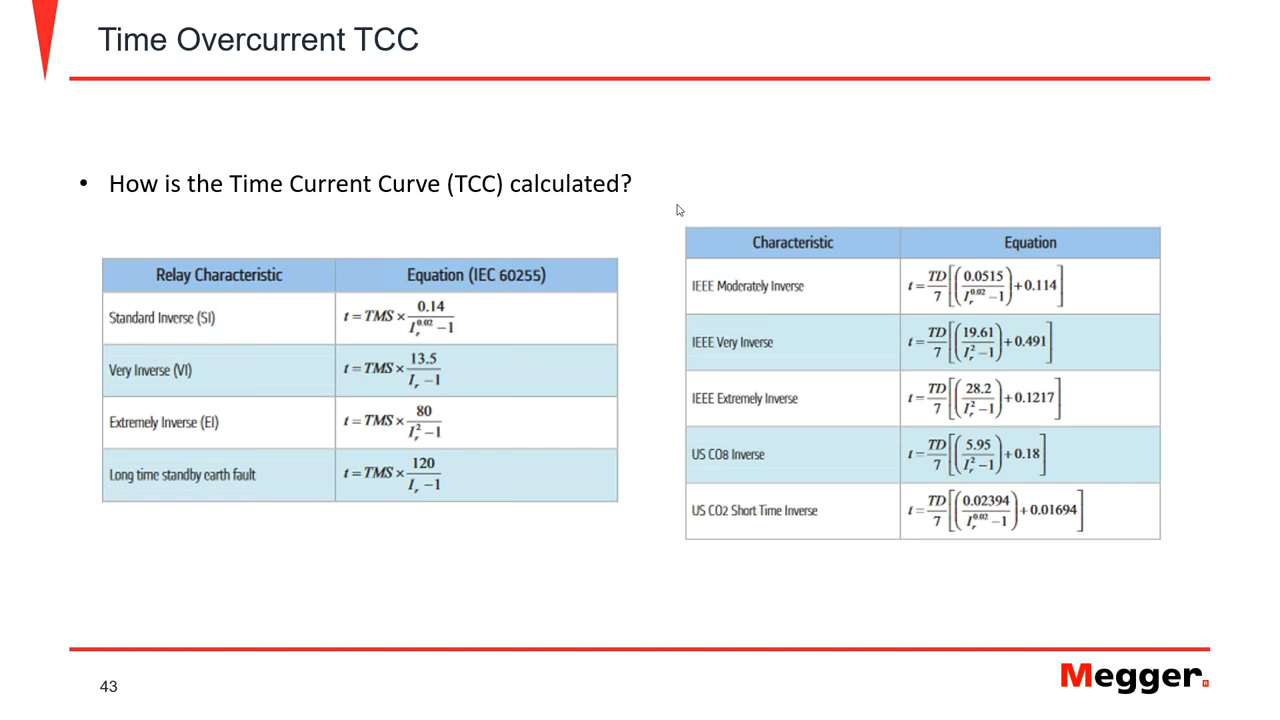 Time Overcurrent TCC
• How is the Time Current Curve (TCC) calculated?
Relay Characteristic Equation (IEC 60255)
Standard Inverse (SI) t = TMS × 0.14 / (I_r^0.02 − 1)
Very Inverse (VI) t = TMS × 13.5 / (I_r − 1)
Extremely Inverse (EI) t = TMS × 80 / (I_r^2 − 1)
Long time standby earth fault t = TMS × 120 / (I_r − 1)
Characteristic Equation
IEEE Moderately Inverse t = TD/7 [(0.0515 / (I_r^0.02 − 1)) + 0.114]
IEEE Very Inverse t = TD/7 [(19.61 / (I_r^2 − 1)) + 0.491]
IEEE Extremely Inverse t = TD/7 [(28.2 / (I_r^2 − 1)) + 0.1217]
US CO8 Inverse t = TD/7 [(5.95 / (I_r^2 − 1)) + 0.18]
US CO2 Short Time Inverse t = TD/7 [(0.02394 / (I_r^0.02 − 1)) + 0.01694]
43
Megger.